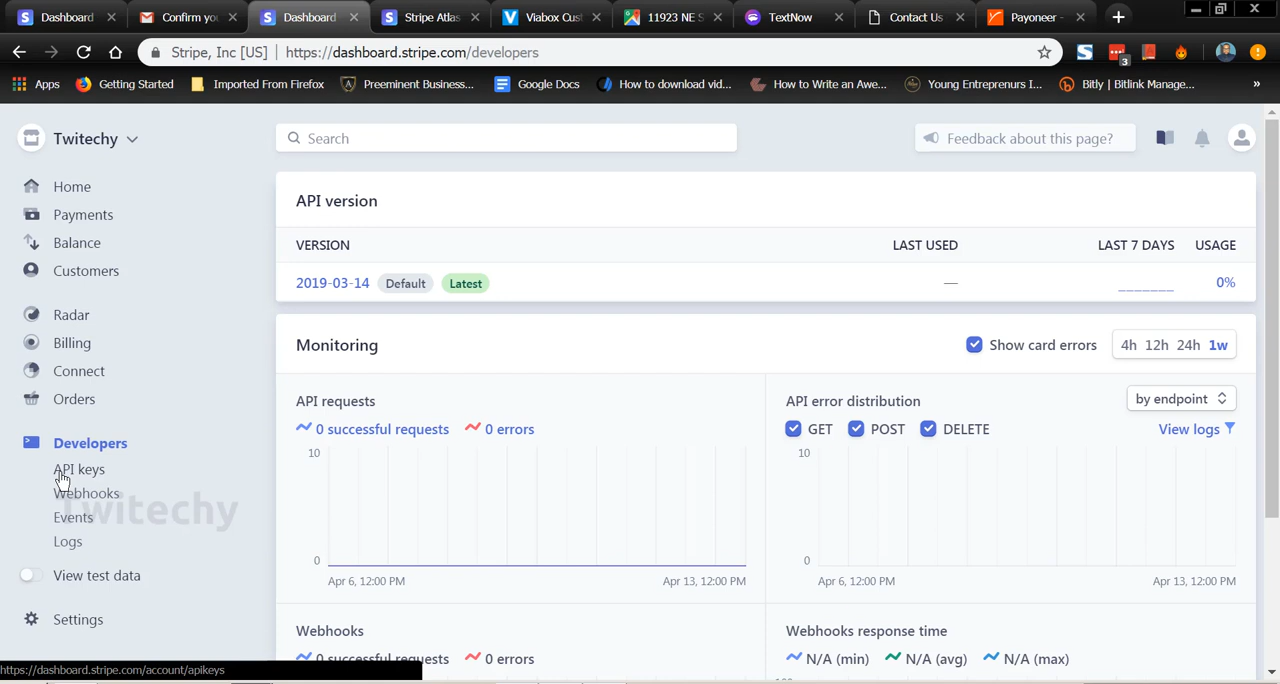 Dashboard
Confirm you
Dashboard
Stripe Atlas
Viabox Cust
11923 NE S
TextNow
Contact Us
Payoneer -
Stripe, Inc [US] | https://dashboard.stripe.com/developers
3
Apps
Getting Started
Imported From Firefox
Preeminent Business...
Google Docs
How to download vid...
How to Write an Awe...
Young Entreprenurs I...
Bitly | Bitlink Manage...
»
Twitechy
Search
Feedback about this page?
Home
Payments
Balance
Customers
Radar
Billing
Connect
Orders
Developers
API keys
Webhooks
Events
Logs
View test data
Settings
Twitechy
API version
VERSION LAST USED LAST 7 DAYS USAGE
2019-03-14 Default Latest — 0%
Monitoring
Show card errors
4h 12h 24h 1w
API requests
0 successful requests 0 errors
10
0
Apr 6, 12:00 PM Apr 13, 12:00 PM
API error distribution
by endpoint
GET POST DELETE
View logs
10
0
Apr 6, 12:00 PM Apr 13, 12:00 PM
Webhooks
0 successful requests 0 errors
Webhooks response time
N/A (min) N/A (avg) N/A (max)
https://dashboard.stripe.com/account/apikeys